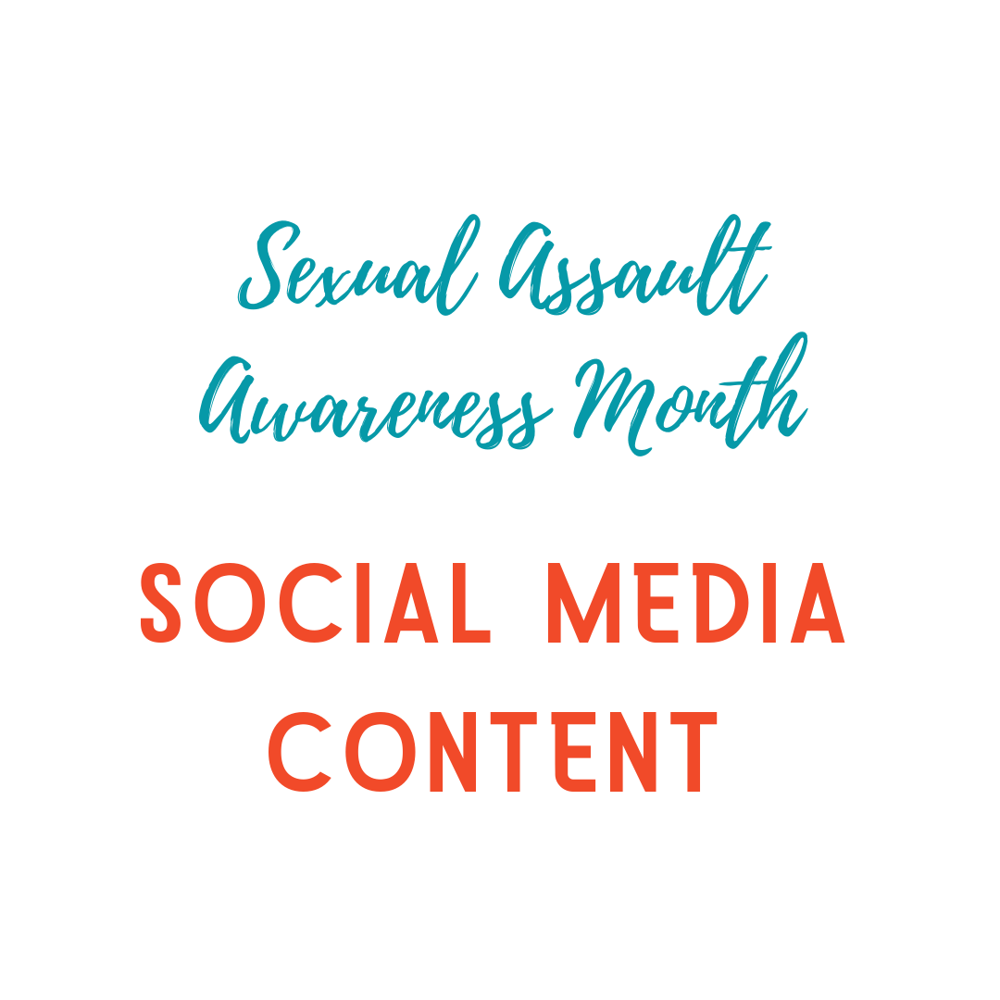 Sexual Assault
Awareness Month
SOCIAL MEDIA
CONTENT